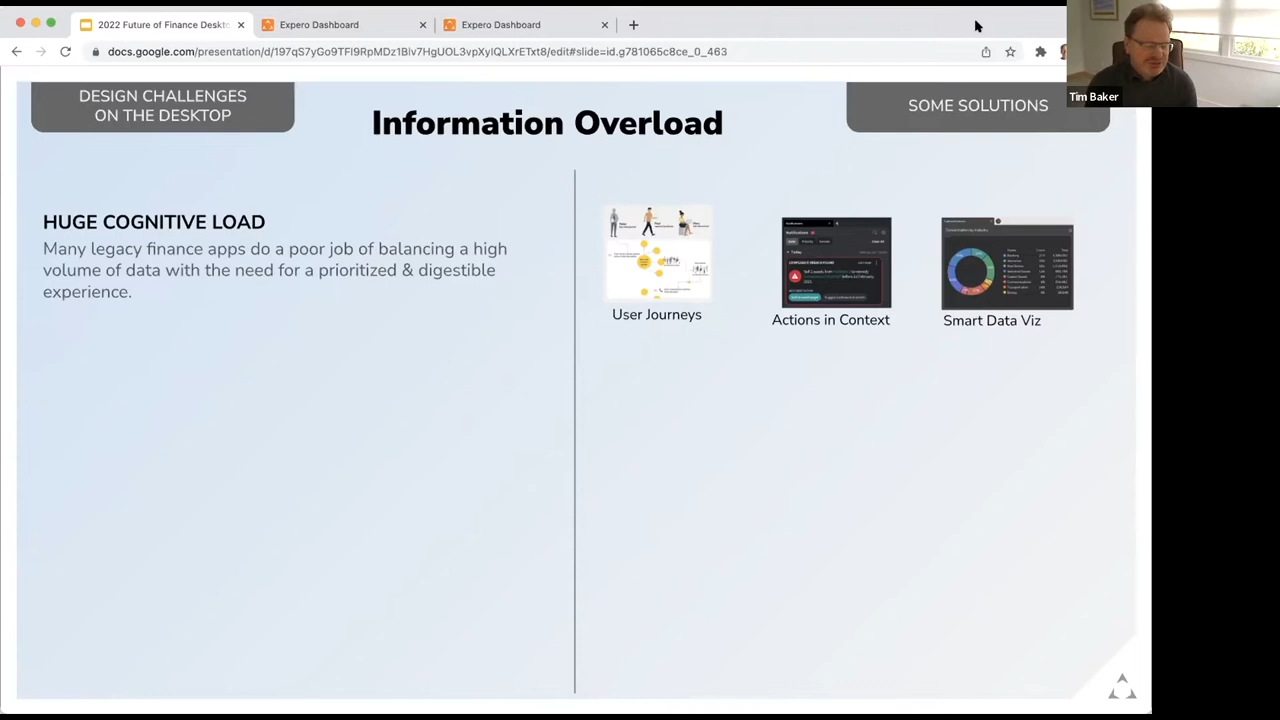 2022 Future of Finance Deskto
Expero Dashboard
Expero Dashboard
docs.google.com/presentation/d/197qS7yGo9TFl9RpMDz1Blv7HgUOL3vpXylQLXrETxt8/edit#slide=id.g781065c8ce_0_463
Tim Baker
DESIGN CHALLENGES
ON THE DESKTOP
Information Overload
SOME SOLUTIONS
HUGE COGNITIVE LOAD
Many legacy finance apps do a poor job of balancing a high
volume of data with the need for prioritized & digestible
experience.
User Journeys
Actions in Context
Smart Data Viz